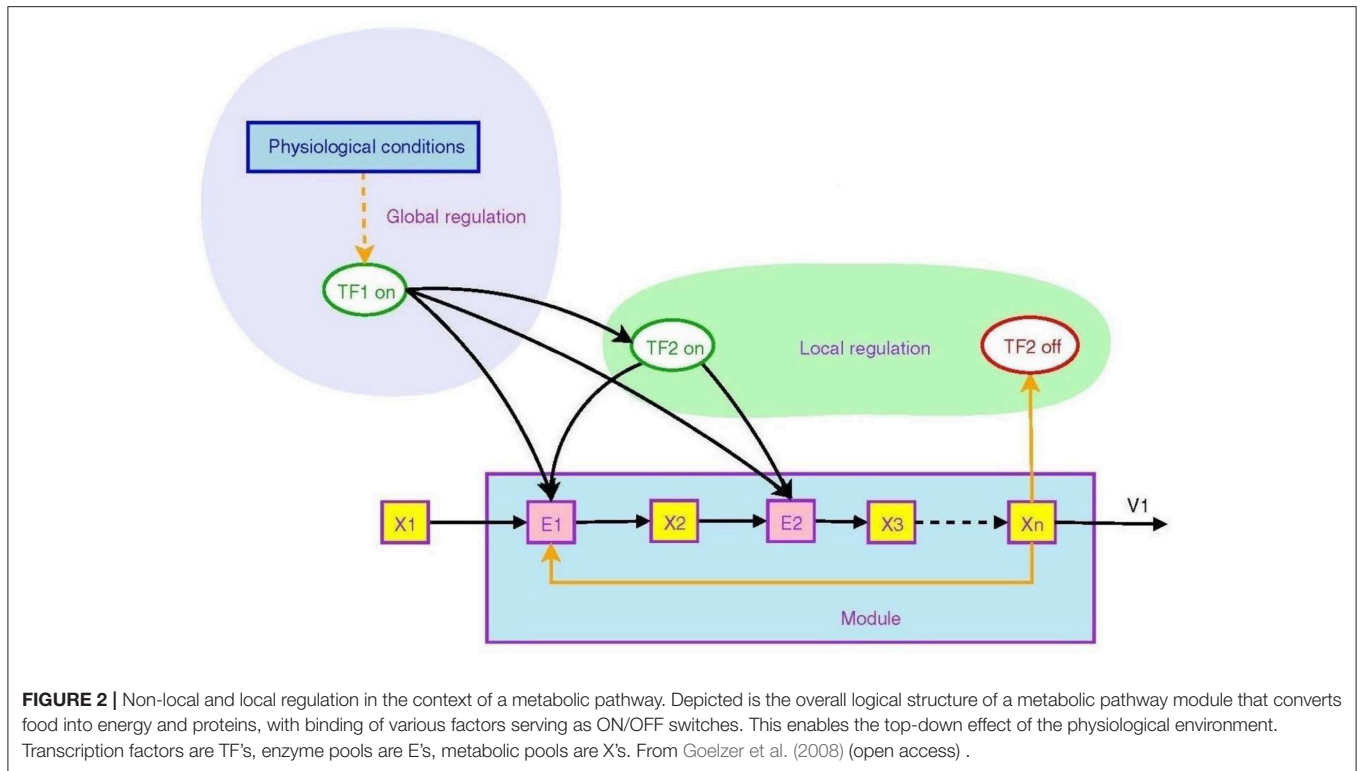 Physiological conditions
Global regulation
TF1 on
TF2 on
Local regulation
TF2 off
X1
E1
X2
E2
X3
Xn
V1
Module
FIGURE 2 | Non-local and local regulation in the context of a metabolic pathway. Depicted is the overall logical structure of a metabolic pathway module that converts
food into energy and proteins, with binding of various factors serving as ON/OFF switches. This enables the top-down effect of the physiological environment.
Transcription factors are TF's, enzyme pools are E's, metabolic pools are X's. From Goelzer et al. (2008) (open access) .